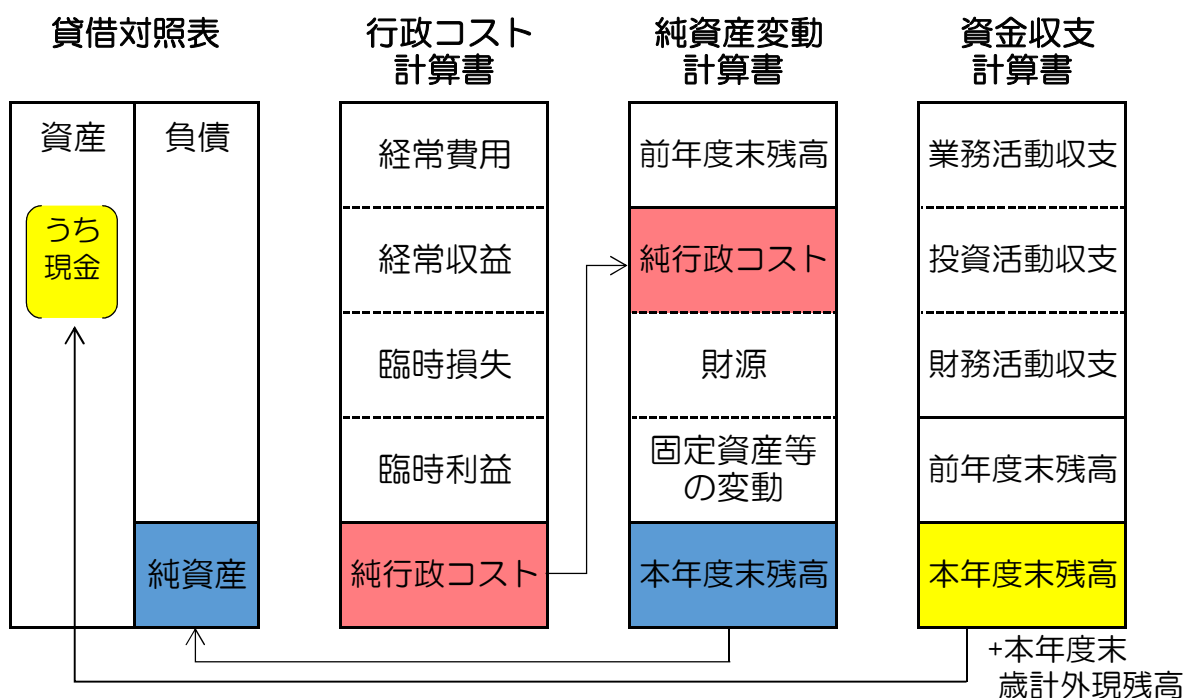 貸借対照表
行政コスト
計算書
純資産変動
計算書
資金収支
計算書
資産
うち
現金
負債
純資産
経常費用
経常収益
臨時損失
臨時利益
純行政コスト
前年度末残高
純行政コスト
財源
固定資産等
の変動
本年度末残高
業務活動収支
投資活動収支
財務活動収支
前年度末残高
本年度末残高
+本年度末
歳計外現残高